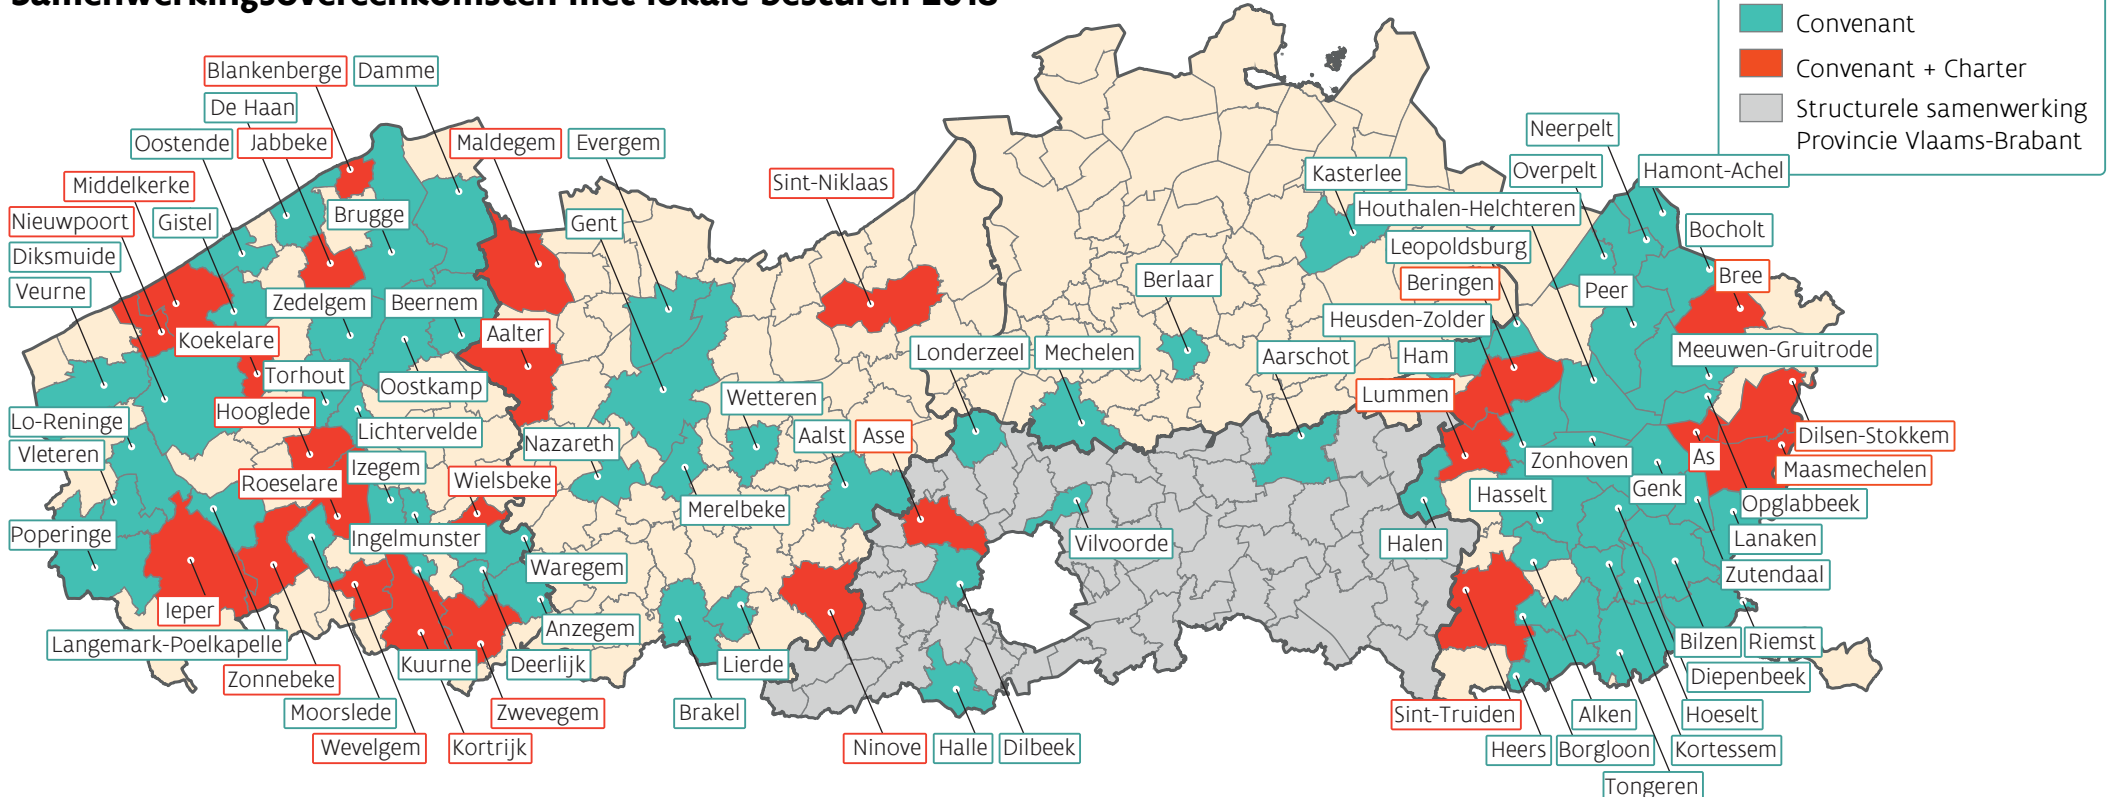 Samenwerkingsovereenkomsten met lokale besturen 2018
Convenant
Convenant + Charter
Structurele samenwerking
Provincie Vlaams-Brabant
Blankenberge
Damme
De Haan
Oostende
Jabbeke
Maldegem
Evergem
Middelkerke
Nieuwpoort
Gistel
Brugge
Gent
Sint-Niklaas
Diksmuide
Veurne
Zedelgem
Beernem
Koekelare
Aalter
Torhout
Oostkamp
Lo-Reninge
Hooglede
Lichtervelde
Vleteren
Izegem
Nazareth
Wetteren
Aalst
Asse
Roeselare
Wielsbeke
Merelbeke
Poperinge
Ingelmunster
Waregem
Ieper
Anzegem
Langemark-Poelkapelle
Kuurne
Deerlijk
Lierde
Zonnebeke
Moorslede
Zwevegem
Brakel
Wevelgem
Kortrijk
Ninove
Halle
Dilbeek
Londerzeel
Mechelen
Berlaar
Aarschot
Vilvoorde
Kasterlee
Neerpelt
Overpelt
Hamont-Achel
Houthalen-Helchteren
Leopoldsburg
Bocholt
Beringen
Peer
Bree
Heusden-Zolder
Ham
Meeuwen-Gruitrode
Lummen
Dilsen-Stokkem
Zonhoven
As
Maasmechelen
Hasselt
Genk
Opglabbeek
Halen
Lanaken
Zutendaal
Bilzen
Riemst
Diepenbeek
Sint-Truiden
Alken
Hoeselt
Heers
Borgloon
Kortessem
Tongeren